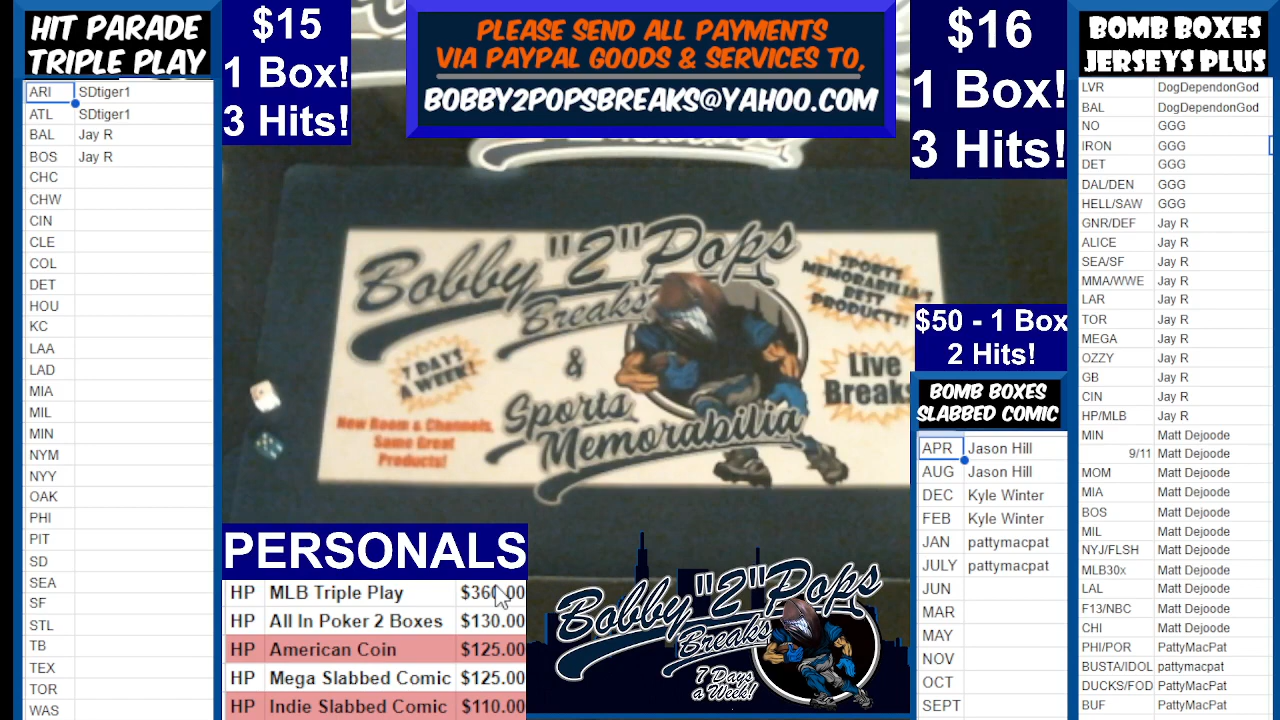 HIT PARADE
TRIPLE PLAY
ARI SDtiger1
ATL SDtiger1
BAL Jay R
BOS Jay R
CHC
CHW
CIN
CLE
COL
DET
HOU
KC
LAA
LAD
MIA
MIL
MIN
NYM
NYY
OAK
PHI
PIT
SD
SEA
SF
STL
TB
TEX
TOR
WAS
$15
1 Box!
3 Hits!
PLEASE SEND ALL PAYMENTS
VIA PAYPAL GOODS & SERVICES TO,
BOBBY2POPSBREAKS@YAHOO.COM
$16
1 Box!
3 Hits!
Bobby "2" Pops
Breaks
&
Sports
Memorabilia
7 DAYS
A WEEK!
New Room & Channels,
Same Great
Products!
SPORTS
MEMORABILIA'S
BEST
PRODUCTS!
Live
Breaks
PERSONALS
HP MLB Triple Play $360.00
HP All In Poker 2 Boxes $130.00
HP American Coin $125.00
HP Mega Slabbed Comic $125.00
HP Indie Slabbed Comic $110.00
Bobby "2" Pops
Breaks
7 Days
a Week!
$50 - 1 Box
2 Hits!
BOMB BOXES
SLABBED COMIC
APR Jason Hill
AUG Jason Hill
DEC Kyle Winter
FEB Kyle Winter
JAN pattymacpat
JULY pattymacpat
JUN
MAR
MAY
NOV
OCT
SEPT
BOMB BOXES
JERSEYS PLUS
LVR DogDependonGod
BAL DogDependonGod
NO GGG
IRON GGG
DET GGG
DAL/DEN GGG
HELL/SAW GGG
GNR/DEF Jay R
ALICE Jay R
SEA/SF Jay R
MMA/WWE Jay R
LAR Jay R
TOR Jay R
MEGA Jay R
OZZY Jay R
GB Jay R
CIN Jay R
HP/MLB Jay R
MIN Matt Dejoode
9/11 Matt Dejoode
MOM Matt Dejoode
MIA Matt Dejoode
BOS Matt Dejoode
MIL Matt Dejoode
NYJ/FLSH Matt Dejoode
MLB30x Matt Dejoode
LAL Matt Dejoode
F13/NBC Matt Dejoode
CHI Matt Dejoode
PHI/POR PattyMacPat
BUSTA/IDOL pattymacpat
DUCKS/FOD PattyMacPat
BUF PattyMacPat